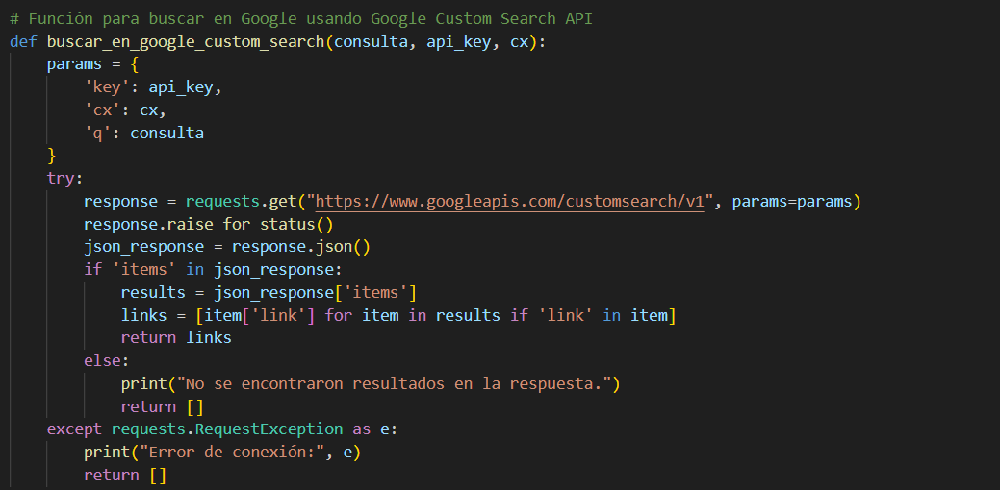 # Función para buscar en Google usando Google Custom Search API
def buscar_en_google_custom_search(consulta, api_key, cx):
    params = {
        'key': api_key,
        'cx': cx,
        'q': consulta
    }
    try:
        response = requests.get("https://www.googleapis.com/customsearch/v1", params=params)
        response.raise_for_status()
        json_response = response.json()
        if 'items' in json_response:
            results = json_response['items']
            links = [item['link'] for item in results if 'link' in item]
            return links
        else:
            print("No se encontraron resultados en la respuesta.")
            return []
    except requests.RequestException as e:
        print("Error de conexión:", e)
        return []